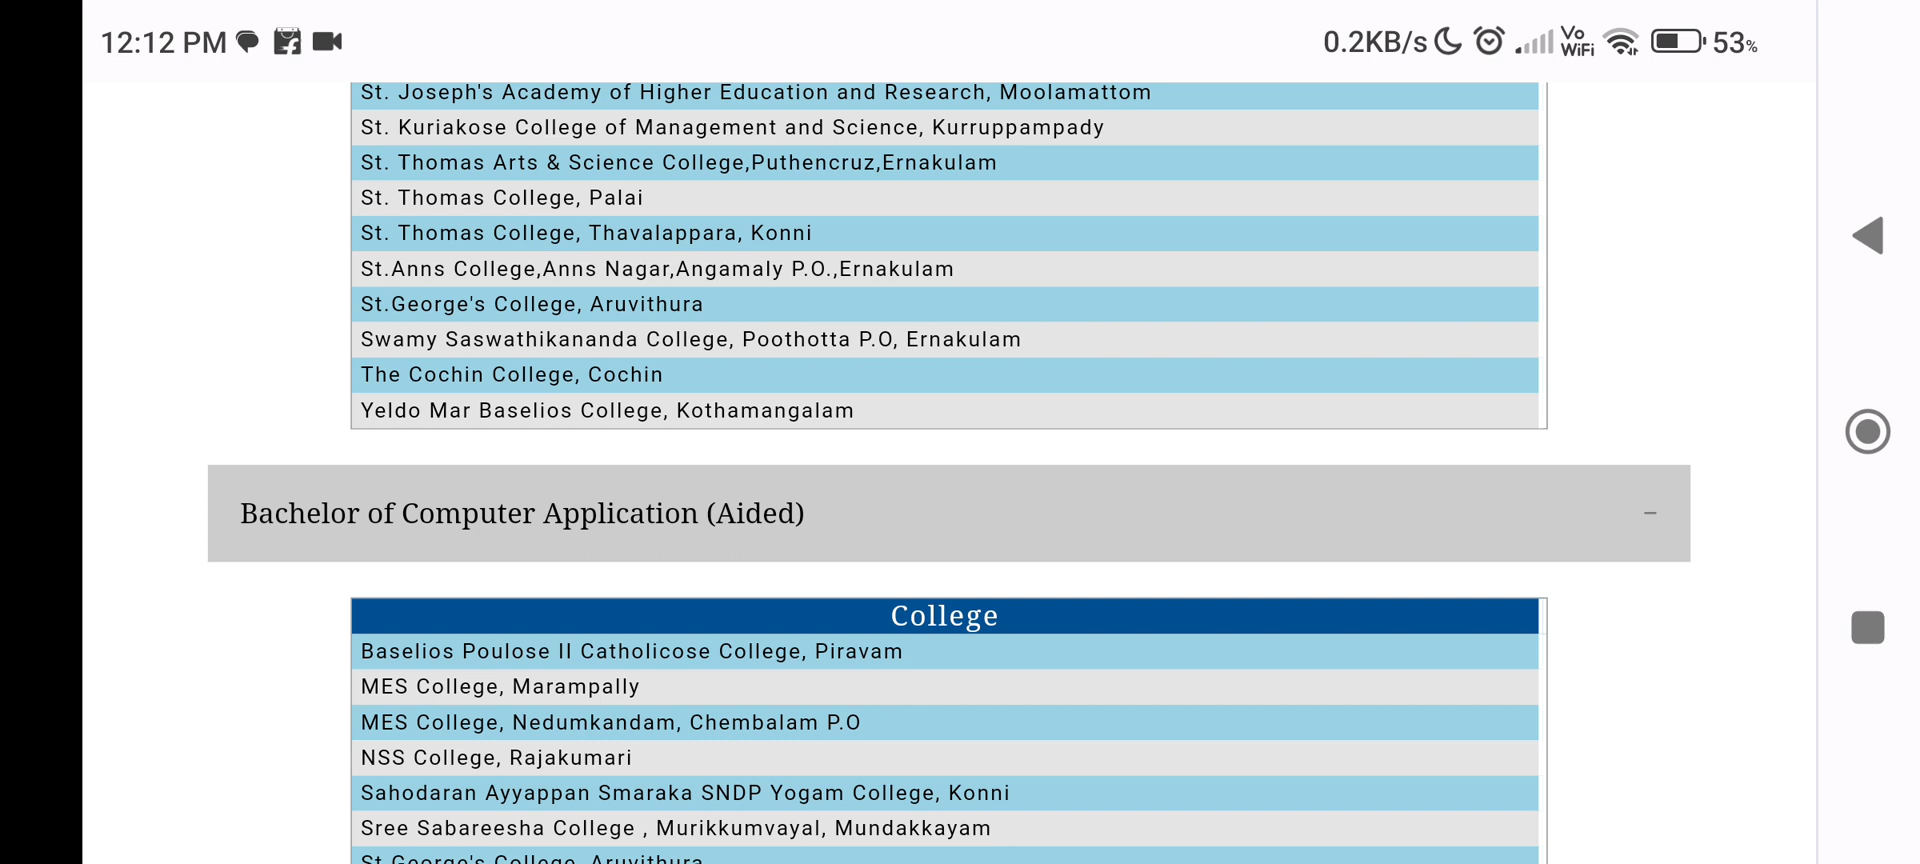 12:12 PM
0.2KB/s
Vo
WiFi
53%
St. Joseph's Academy of Higher Education and Research, Moolamattom
St. Kuriakose College of Management and Science, Kurruppampady
St. Thomas Arts & Science College,Puthencruz,Ernakulam
St. Thomas College, Palai
St. Thomas College, Thavalappara, Konni
St.Anns College,Anns Nagar,Angamaly P.O.,Ernakulam
St.George's College, Aruvithura
Swamy Saswathikananda College, Poothotta P.O, Ernakulam
The Cochin College, Cochin
Yeldo Mar Baselios College, Kothamangalam
Bachelor of Computer Application (Aided) –
College
Baselios Poulose II Catholicose College, Piravam
MES College, Marampally
MES College, Nedumkandam, Chembalam P.O
NSS College, Rajakumari
Sahodaran Ayyappan Smaraka SNDP Yogam College, Konni
Sree Sabareesha College , Murikkumvayal, Mundakkayam
St.George's College, Aruvithura